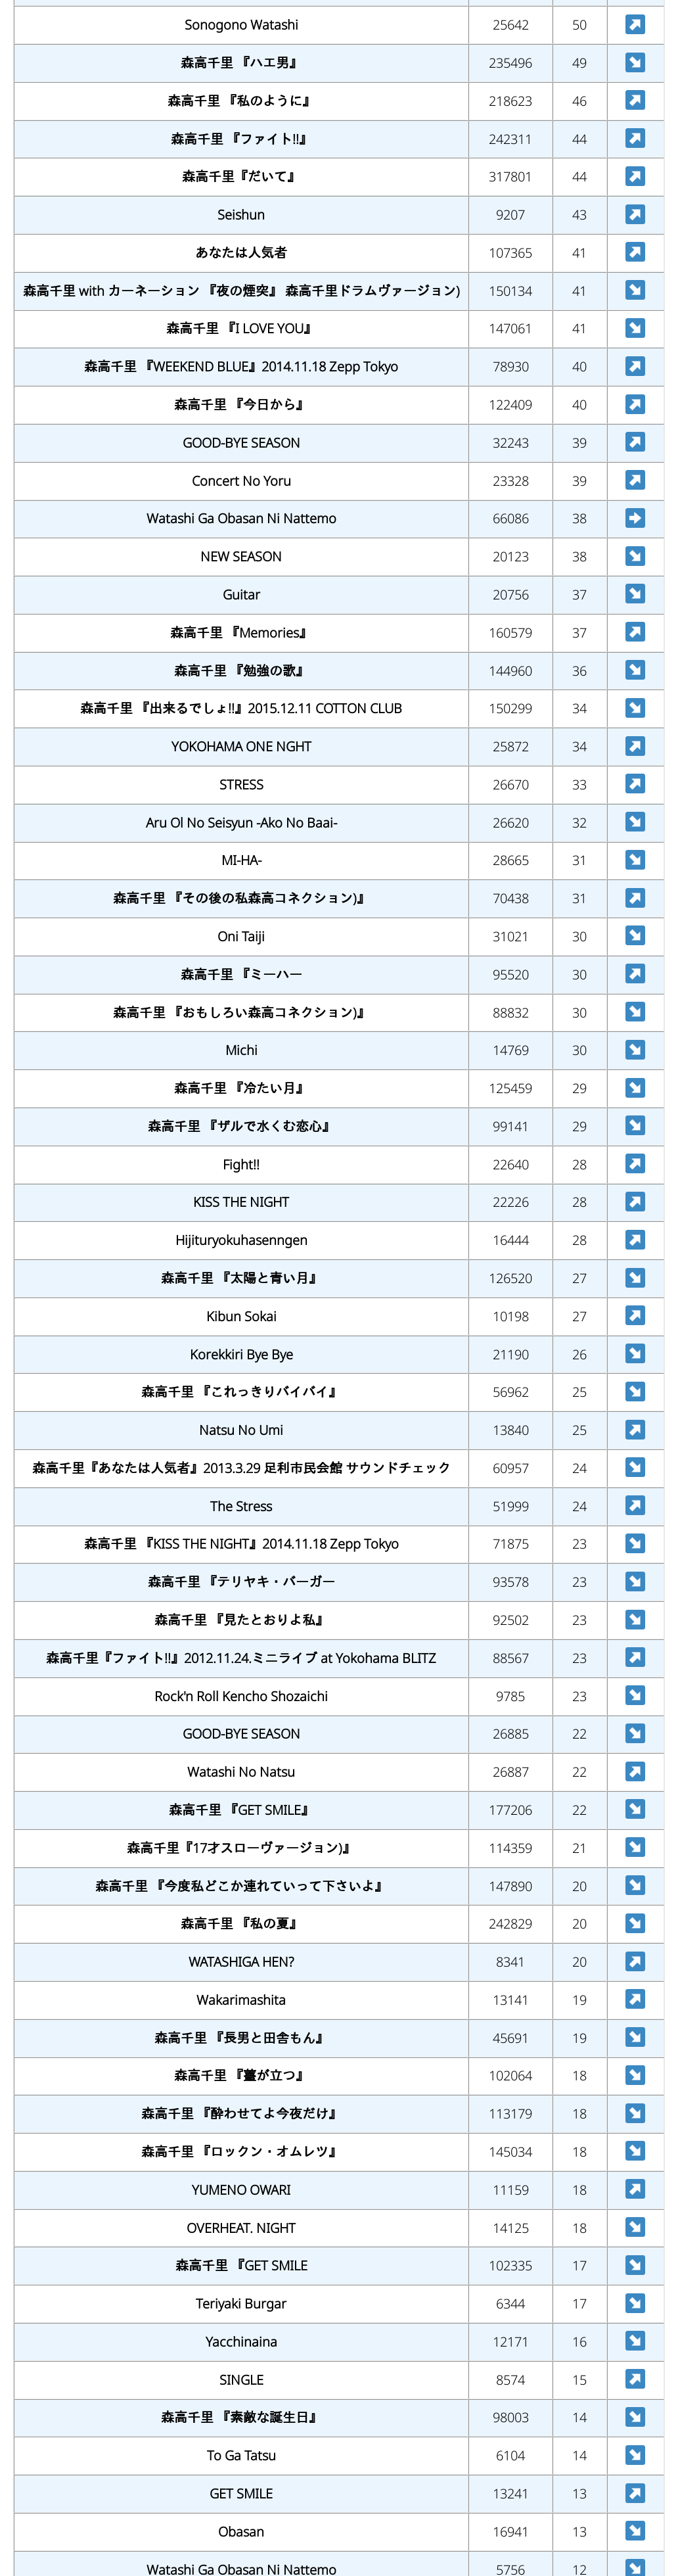 Sonogono Watashi 25642 50
森高千里 『ハエ男』 235496 49
森高千里 『私のように』 218623 46
森高千里 『ファイト!!』 242311 44
森高千里『だいて』 317801 44
Seishun 9207 43
あなたは人気者 107365 41
森高千里 with カーネーション 『夜の煙突』 森高千里ドラムヴァージョン) 150134 41
森高千里 『I LOVE YOU』 147061 41
森高千里 『WEEKEND BLUE』2014.11.18 Zepp Tokyo 78930 40
森高千里 『今日から』 122409 40
GOOD-BYE SEASON 32243 39
Concert No Yoru 23328 39
Watashi Ga Obasan Ni Nattemo 66086 38
NEW SEASON 20123 38
Guitar 20756 37
森高千里 『Memories』 160579 37
森高千里 『勉強の歌』 144960 36
森高千里 『出来るでしょ!!』2015.12.11 COTTON CLUB 150299 34
YOKOHAMA ONE NGHT 25872 34
STRESS 26670 33
Aru Ol No Seisyun -Ako No Baai- 26620 32
MI-HA- 28665 31
森高千里 『その後の私森高コネクション)』 70438 31
Oni Taiji 31021 30
森高千里 『ミーハー 95520 30
森高千里 『おもしろい森高コネクション)』 88832 30
Michi 14769 30
森高千里 『冷たい月』 125459 29
森高千里 『ザルで水くむ恋心』 99141 29
Fight!! 22640 28
KISS THE NIGHT 22226 28
Hijituryokuhasenngen 16444 28
森高千里 『太陽と青い月』 126520 27
Kibun Sokai 10198 27
Korekkiri Bye Bye 21190 26
森高千里 『これっきりバイバイ』 56962 25
Natsu No Umi 13840 25
森高千里『あなたは人気者』2013.3.29 足利市民会館 サウンドチェック 60957 24
The Stress 51999 24
森高千里 『KISS THE NIGHT』2014.11.18 Zepp Tokyo 71875 23
森高千里 『テリヤキ・バーガー 93578 23
森高千里 『見たとおりよ私』 92502 23
森高千里『ファイト!!』2012.11.24.ミニライブ at Yokohama BLITZ 88567 23
Rock'n Roll Kencho Shozaichi 9785 23
GOOD-BYE SEASON 26885 22
Watashi No Natsu 26887 22
森高千里 『GET SMILE』 177206 22
森高千里『17才スローヴァージョン)』 114359 21
森高千里 『今度私どこか連れていって下さいよ』 147890 20
森高千里 『私の夏』 242829 20
WATASHIGA HEN? 8341 20
Wakarimashita 13141 19
森高千里 『長男と田舎もん』 45691 19
森高千里 『薹が立つ』 102064 18
森高千里 『酔わせてよ今夜だけ』 113179 18
森高千里 『ロックン・オムレツ』 145034 18
YUMENO OWARI 11159 18
OVERHEAT. NIGHT 14125 18
森高千里 『GET SMILE 102335 17
Teriyaki Burgar 6344 17
Yacchinaina 12171 16
SINGLE 8574 15
森高千里 『素敵な誕生日』 98003 14
To Ga Tatsu 6104 14
GET SMILE 13241 13
Obasan 16941 13
Watashi Ga Obasan Ni Nattemo 5756 12